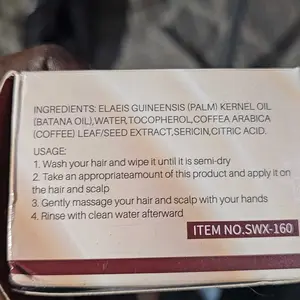 INGREDIENTS: ELAEIS GUINEENSIS (PALM) KERNEL OIL
(BATANA OIL),WATER,TOCOPHEROL,COFFEA ARABICA
(COFFEE) LEAF/SEED EXTRACT,SERICIN,CITRIC ACID.
USAGE:
1. Wash your hair and wipe it until it is semi-dry
2. Take an appropriateamount of this product and apply it on
the hair and scalp
3. Gently massage your hair and scalp with your hands
4. Rinse with clean water afterward
ITEM NO.SWX-160